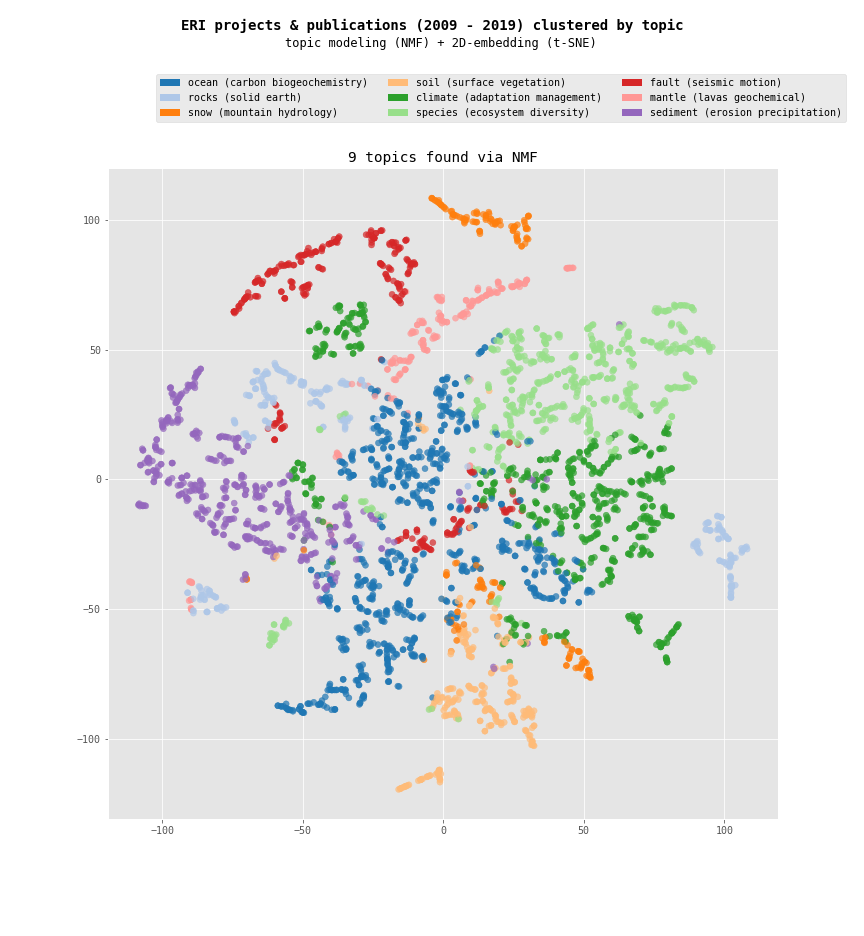 ERI projects & publications (2009 - 2019) clustered by topic
topic modeling (NMF) + 2D-embedding (t-SNE)
ocean (carbon biogeochemistry)
rocks (solid earth)
snow (mountain hydrology)
soil (surface vegetation)
climate (adaptation management)
species (ecosystem diversity)
fault (seismic motion)
mantle (lavas geochemical)
sediment (erosion precipitation)
9 topics found via NMF
100
50
0
−50
−100
−100
−50
0
50
100